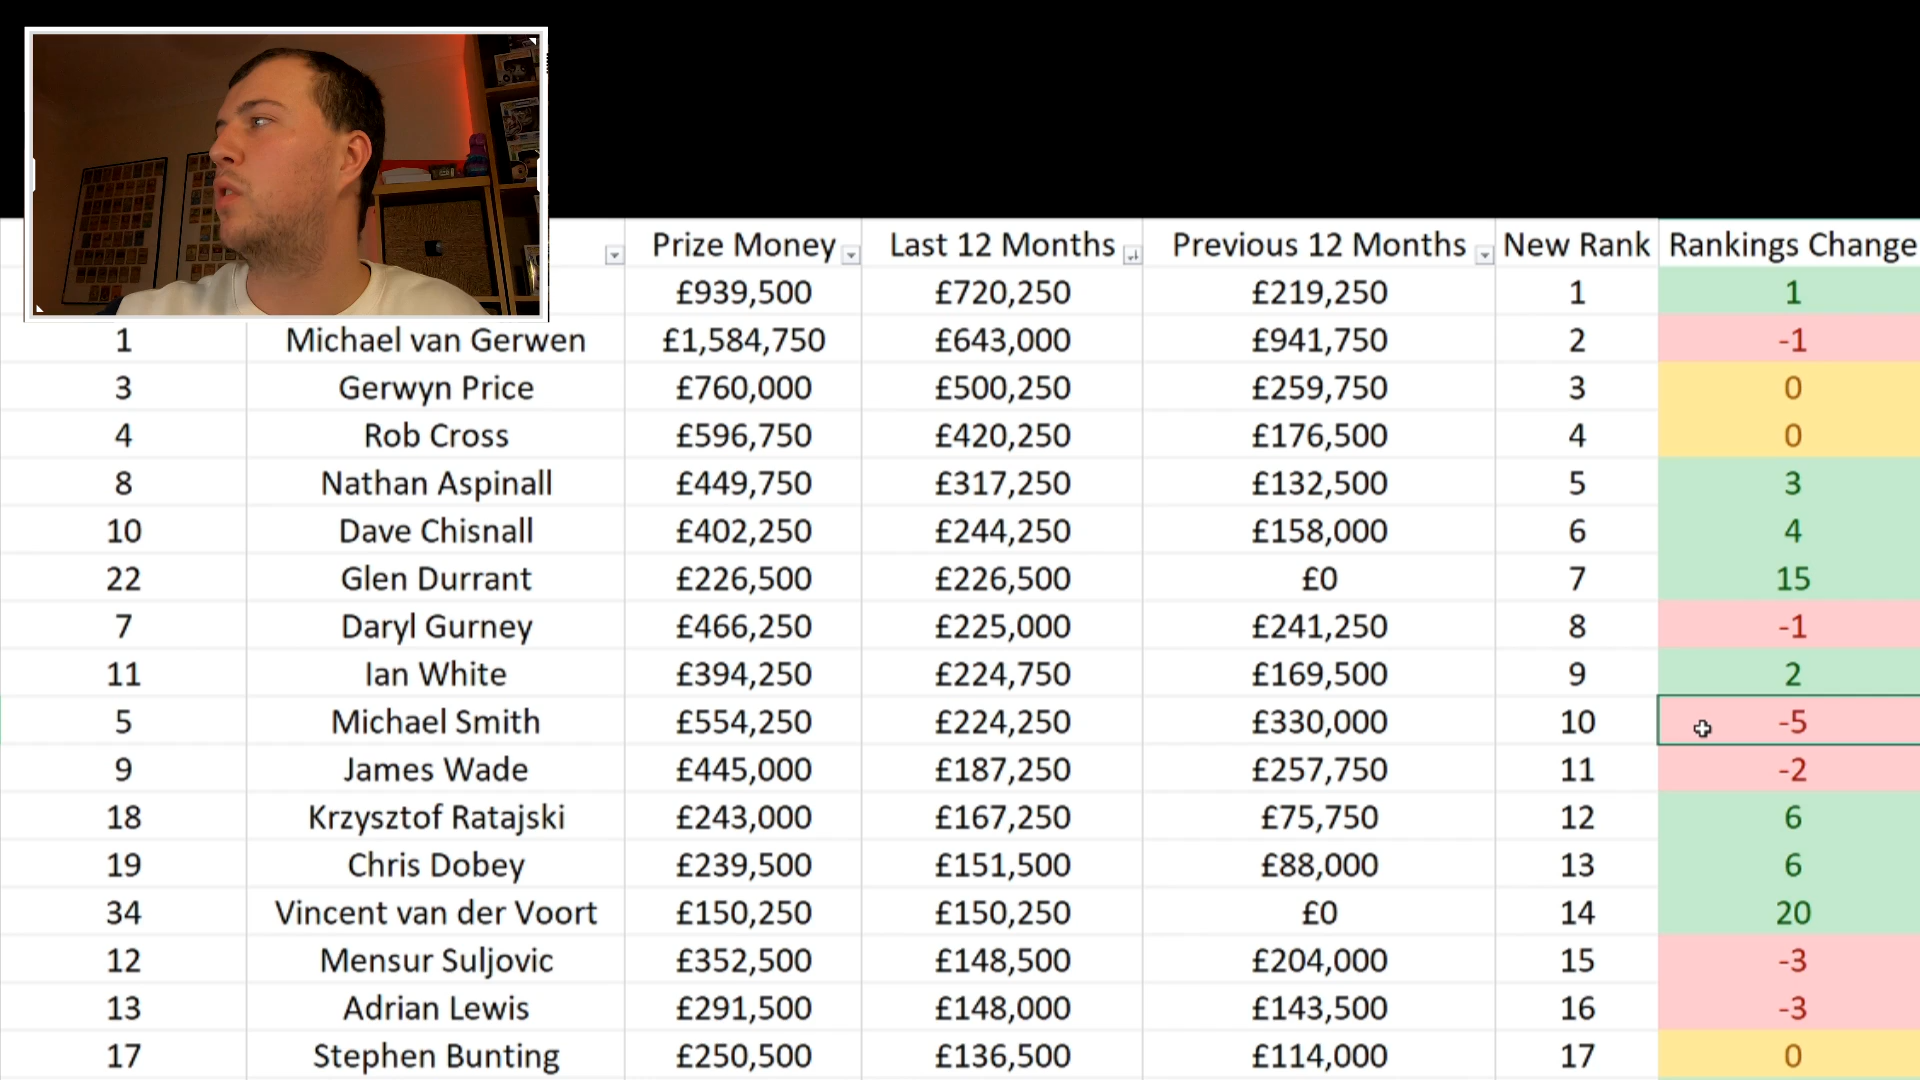 Prize Money Last 12 Months Previous 12 Months New Rank Rankings Change
£939,500 £720,250 £219,250 1 1
1 Michael van Gerwen £1,584,750 £643,000 £941,750 2 -1
3 Gerwyn Price £760,000 £500,250 £259,750 3 0
4 Rob Cross £596,750 £420,250 £176,500 4 0
8 Nathan Aspinall £449,750 £317,250 £132,500 5 3
10 Dave Chisnall £402,250 £244,250 £158,000 6 4
22 Glen Durrant £226,500 £226,500 £0 7 15
7 Daryl Gurney £466,250 £225,000 £241,250 8 -1
11 Ian White £394,250 £224,750 £169,500 9 2
5 Michael Smith £554,250 £224,250 £330,000 10 -5
9 James Wade £445,000 £187,250 £257,750 11 -2
18 Krzysztof Ratajski £243,000 £167,250 £75,750 12 6
19 Chris Dobey £239,500 £151,500 £88,000 13 6
34 Vincent van der Voort £150,250 £150,250 £0 14 20
12 Mensur Suljovic £352,500 £148,500 £204,000 15 -3
13 Adrian Lewis £291,500 £148,000 £143,500 16 -3
17 Stephen Bunting £250,500 £136,500 £114,000 17 0